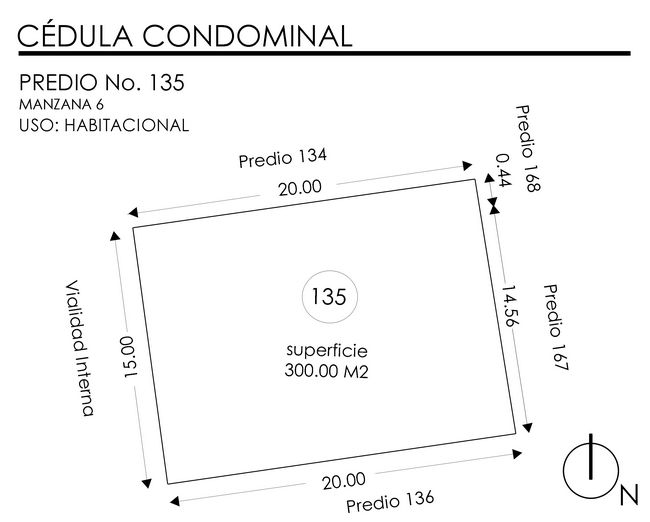 CÉDULA CONDOMINAL
PREDIO No. 135
MANZANA 6
USO: HABITACIONAL
Predio 134
20.00
Predio 168
0.44
135
superficie
300.00 M2
Vialidad Interna
15.00
14.56
Predio 167
20.00
Predio 136
N